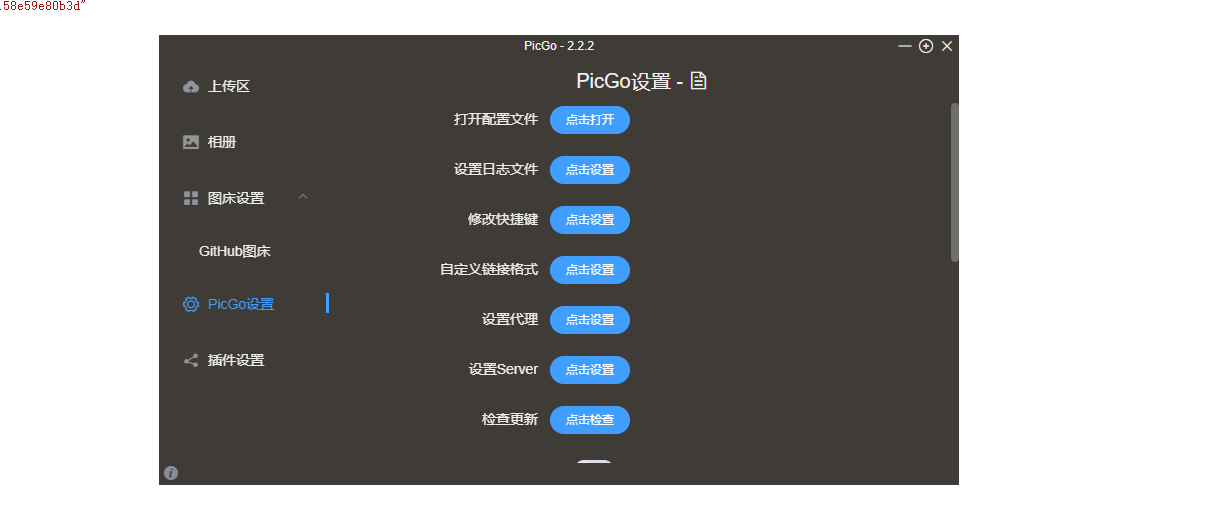 .58e59e80b3d"
PicGo - 2.2.2
上传区
相册
图床设置
GitHub图床
PicGo设置
插件设置
PicGo设置 -
打开配置文件 点击打开
设置日志文件 点击设置
修改快捷键 点击设置
自定义链接格式 点击设置
设置代理 点击设置
设置Server 点击设置
检查更新 点击检查